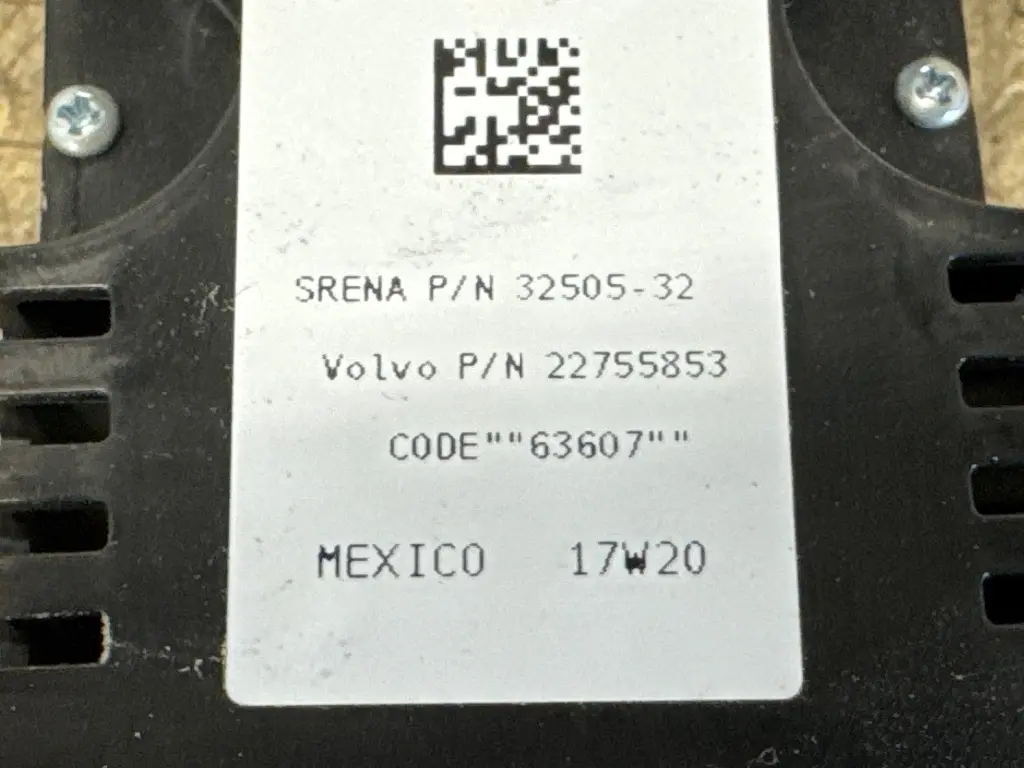 SRENA P/N 32505-32
Volvo P/N 22755853
CODE""63607""
MEXICO 17W20